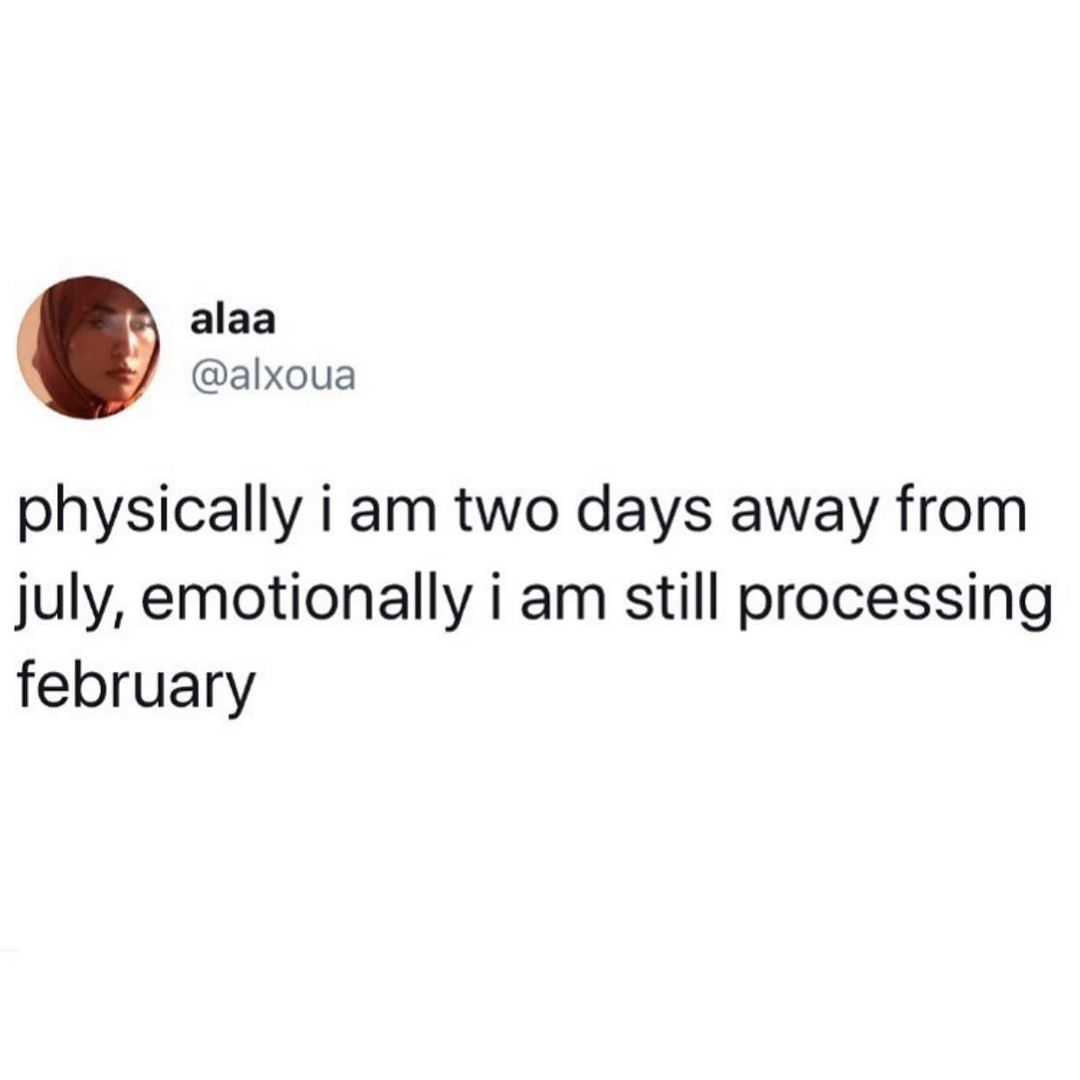 alaa
@alxoua
physically i am two days away from
july, emotionally i am still processing
february